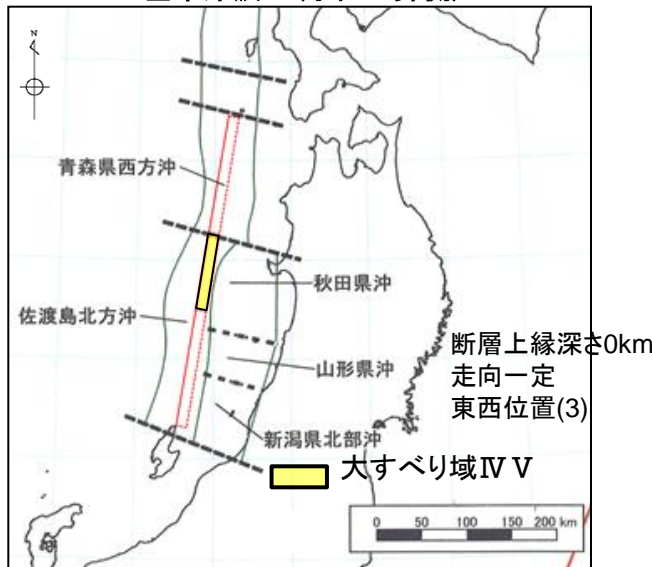 N
青森県西方沖
秋田県沖
佐渡島北方沖
山形県沖
新潟県北部沖
断層上縁深さ0km
走向一定
東西位置(3)
大すべり域ⅣⅤ
0 50 100 150 200 km